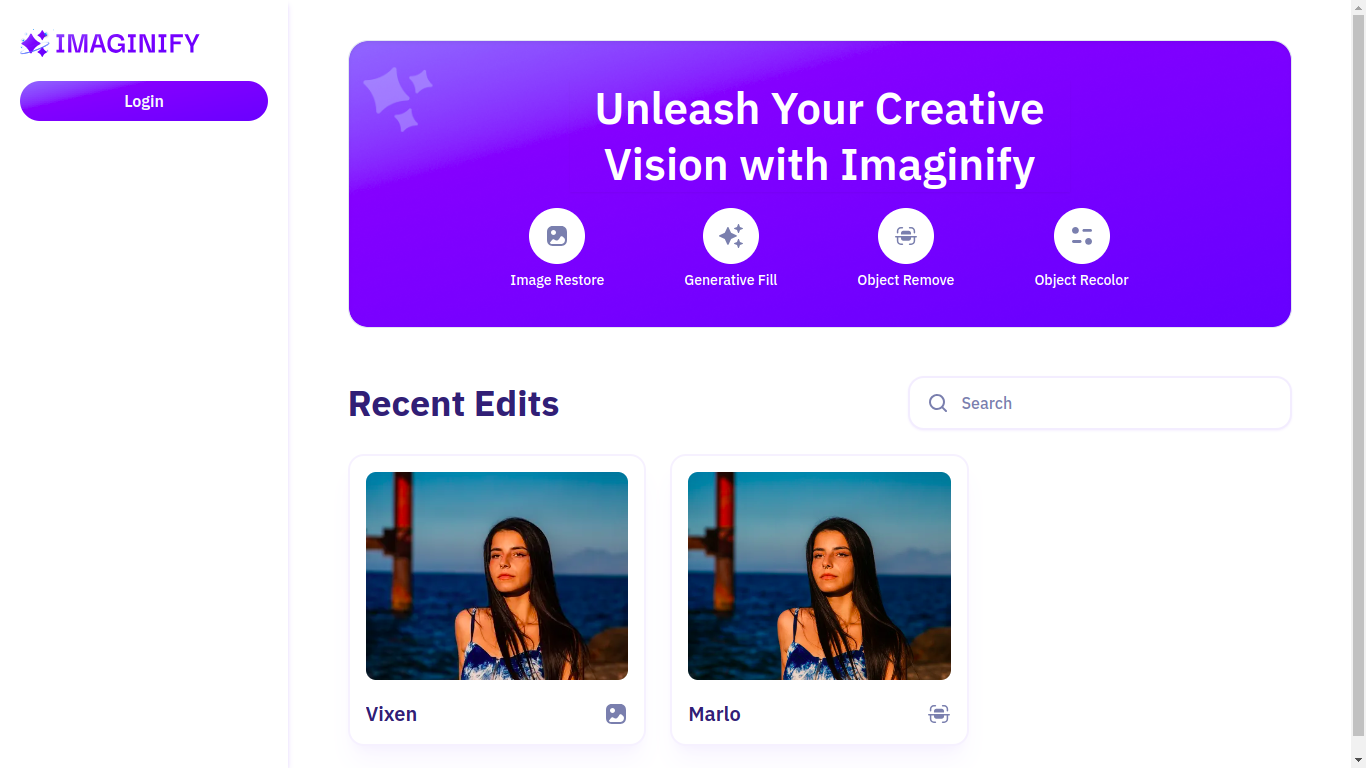 IMAGINIFY
Login
Unleash Your Creative
Vision with Imaginify
Image Restore
Generative Fill
Object Remove
Object Recolor
Recent Edits
Search
Vixen
Marlo